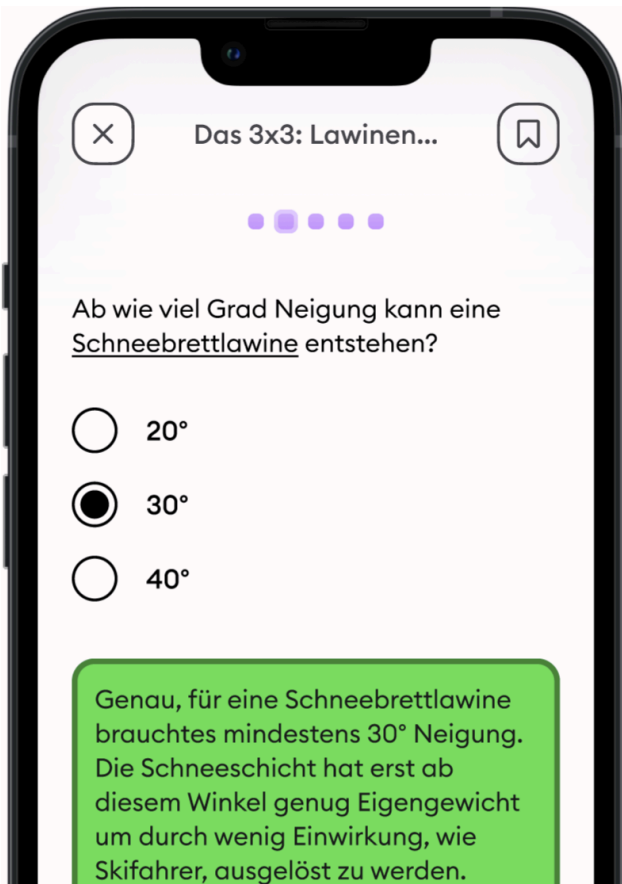 Das 3x3: Lawinen...
Ab wie viel Grad Neigung kann eine
Schneebrettlawine entstehen?
20°
30°
40°
Genau, für eine Schneebrettlawine
brauchtes mindestens 30° Neigung.
Die Schneeschicht hat erst ab
diesem Winkel genug Eigengewicht
um durch wenig Einwirkung, wie
Skifahrer, ausgelöst zu werden.